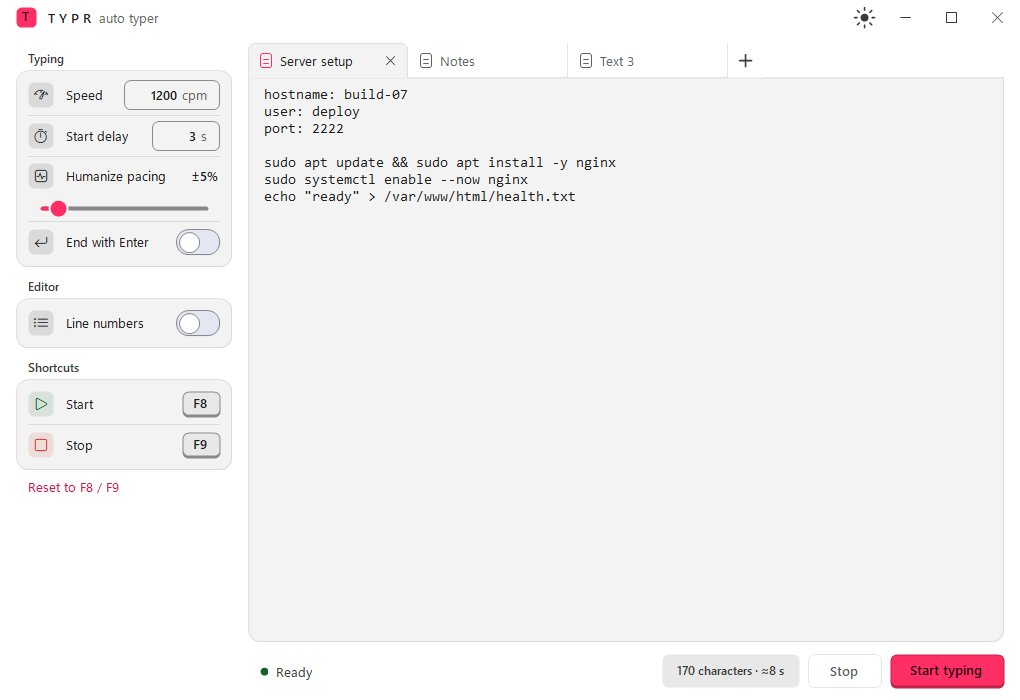 T TYPR auto typer
Typing
Speed 1200 cpm
Start delay 3 s
Humanize pacing ±5%
End with Enter
Editor
Line numbers
Shortcuts
Start F8
Stop F9
Reset to F8 / F9
Server setup Notes Text 3
hostname: build-07
user: deploy
port: 2222
sudo apt update && sudo apt install -y nginx
sudo systemctl enable --now nginx
echo "ready" > /var/www/html/health.txt
Ready 170 characters · ≈8 s Stop Start typing